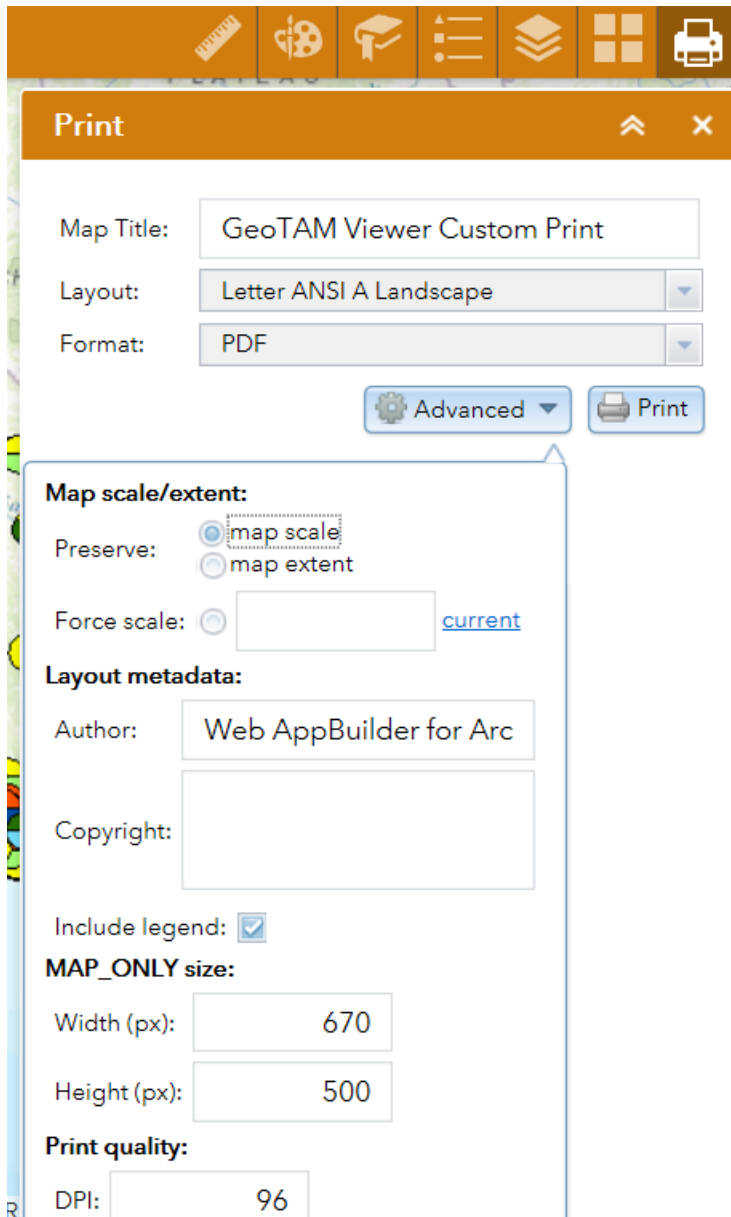 PLATEAU
Print
Map Title: GeoTAM Viewer Custom Print
Layout: Letter ANSI A Landscape
Format: PDF
Advanced Print
Map scale/extent:
Preserve: map scale
map extent
Force scale: current
Layout metadata:
Author: Web AppBuilder for Arc
Copyright:
Include legend:
MAP_ONLY size:
Width (px): 670
Height (px): 500
Print quality:
DPI: 96